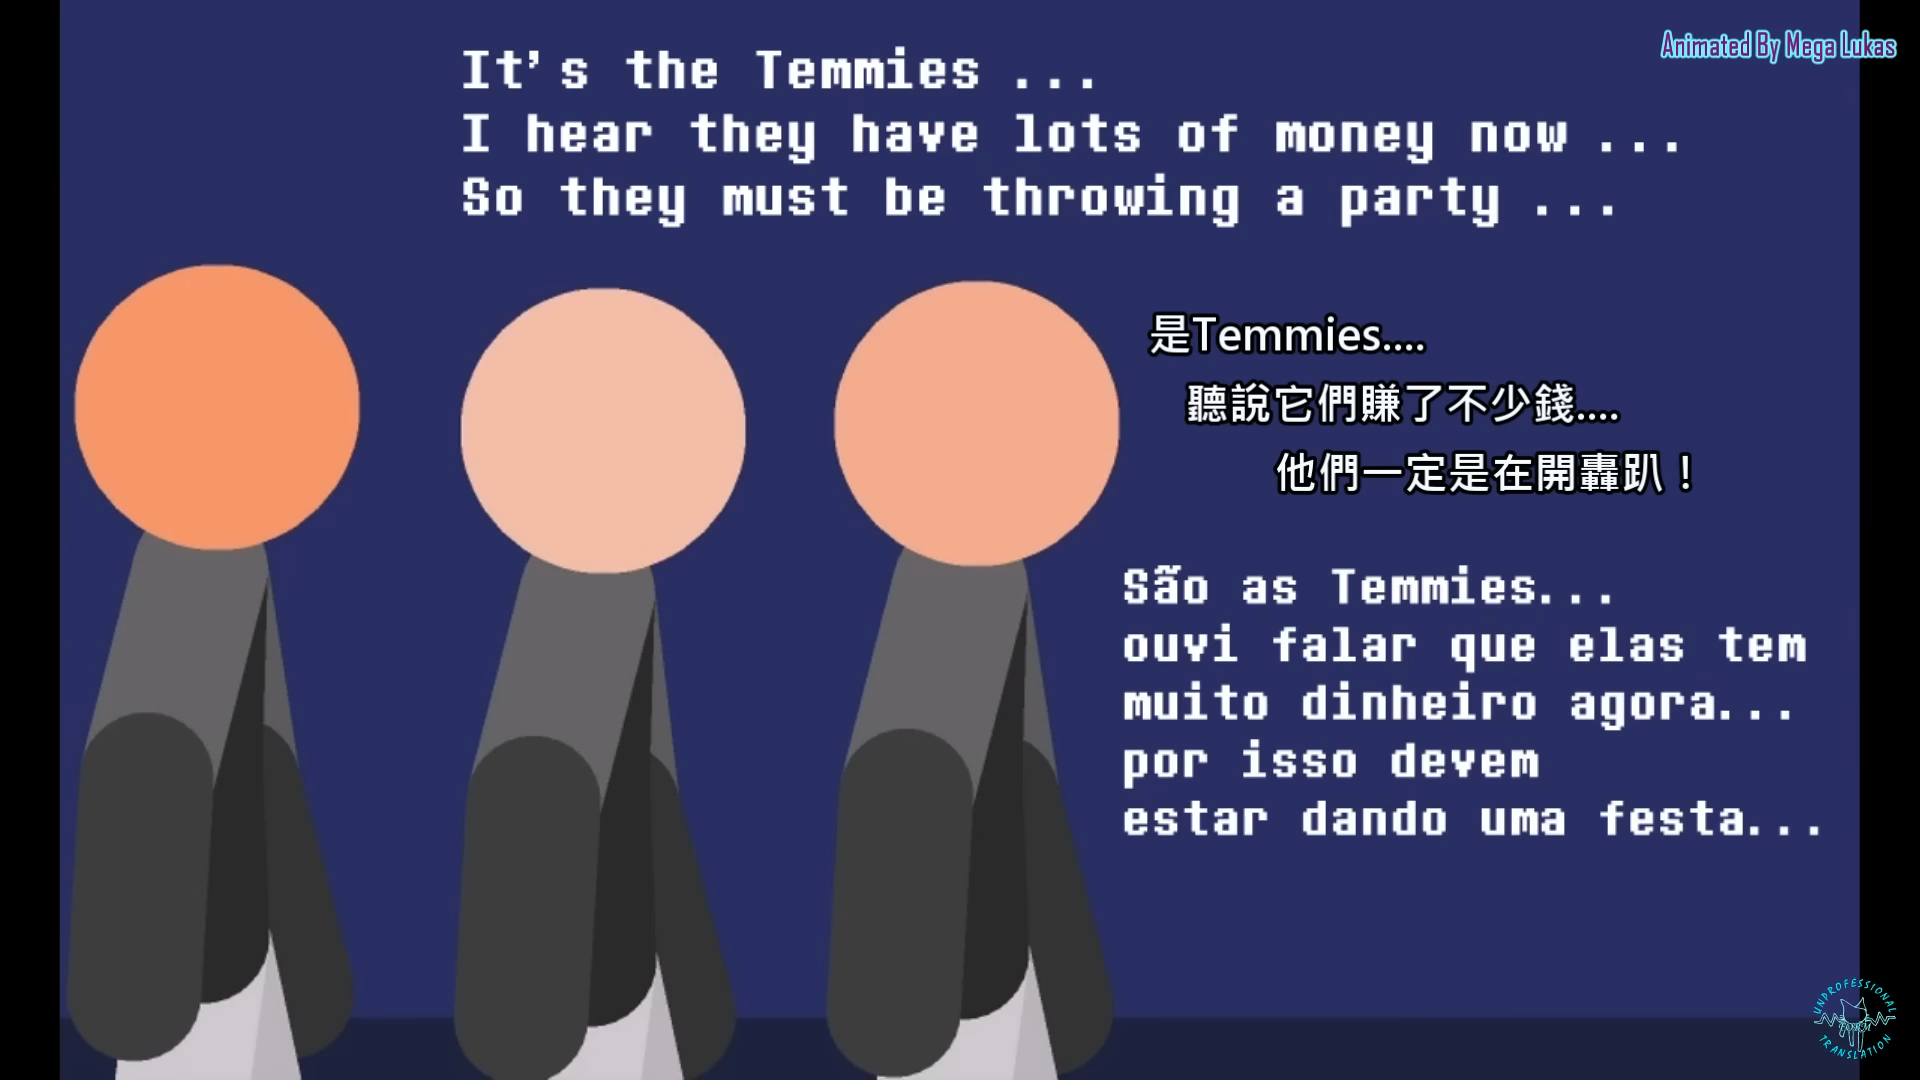 Animated By Mega Lukas
It's the Temmies ...
I hear they have lots of money now ...
So they must be throwing a party ...
是Temmies....
聽說它們賺了不少錢....
他們一定是在開轟趴！
São as Temmies...
ouvi falar que elas tem
muito dinheiro agora...
por isso devem
estar dando uma festa...
UNPROFESSIONAL
TRANSLATION